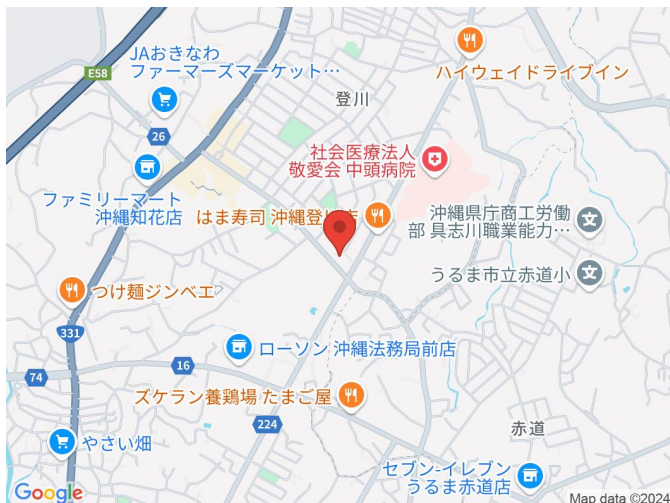 JAおきなわ
ファーマーズマーケット…
ハイウェイドライブイン
E58
登川
26
社会医療法人
敬愛会 中頭病院
ファミリーマート
沖縄知花店
はま寿司 沖縄登川店
沖縄県庁商工労働
部 具志川職業能力…
うるま市立赤道小
つけ麺ジンベエ
331
ローソン 沖縄法務局前店
16
74
ズケラン養鶏場 たまご屋
224
赤道
やさい畑
セブン-イレブン
うるま赤道店
Google
Map data ©2024